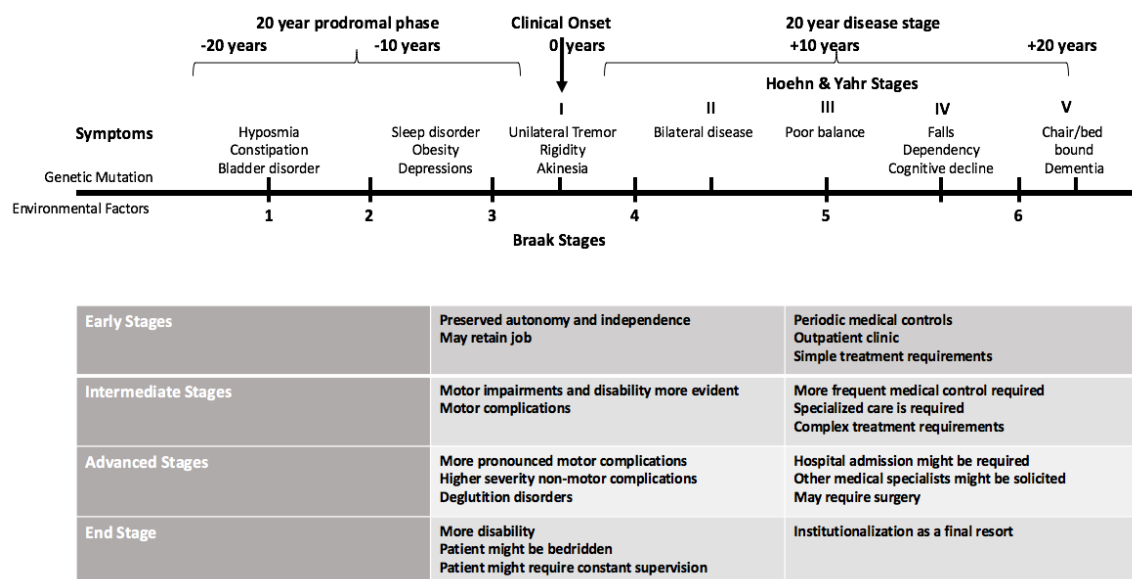 20 year prodromal phase
Clinical Onset
20 year disease stage
-20 years
-10 years
0 years
+10 years
+20 years
Hoehn & Yahr Stages
I
II
III
IV
V
Symptoms
Hyposmia
Constipation
Bladder disorder
Sleep disorder
Obesity
Depressions
Unilateral Tremor
Rigidity
Akinesia
Bilateral disease
Poor balance
Falls
Dependency
Cognitive decline
Chair/bed
bound
Dementia
Genetic Mutation
Environmental Factors
1
2
3
4
5
6
Braak Stages
Early Stages
Preserved autonomy and independence
May retain job
Periodic medical controls
Outpatient clinic
Simple treatment requirements
Intermediate Stages
Motor impairments and disability more evident
Motor complications
More frequent medical control required
Specialized care is required
Complex treatment requirements
Advanced Stages
More pronounced motor complications
Higher severity non-motor complications
Deglutition disorders
Hospital admission might be required
Other medical specialists might be solicited
May require surgery
End Stage
More disability
Patient might be bedridden
Patient might require constant supervision
Institutionalization as a final resort